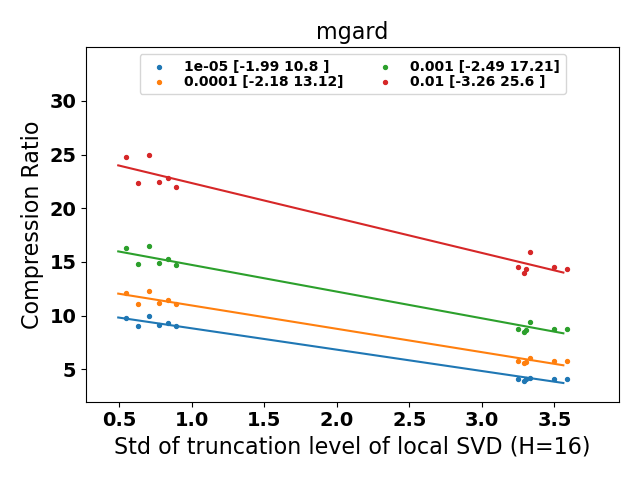 mgard
1e-05 [-1.99 10.8 ]
0.0001 [-2.18 13.12]
0.001 [-2.49 17.21]
0.01 [-3.26 25.6 ]
Compression Ratio
30
25
20
15
10
5
0.5 1.0 1.5 2.0 2.5 3.0 3.5
Std of truncation level of local SVD (H=16)